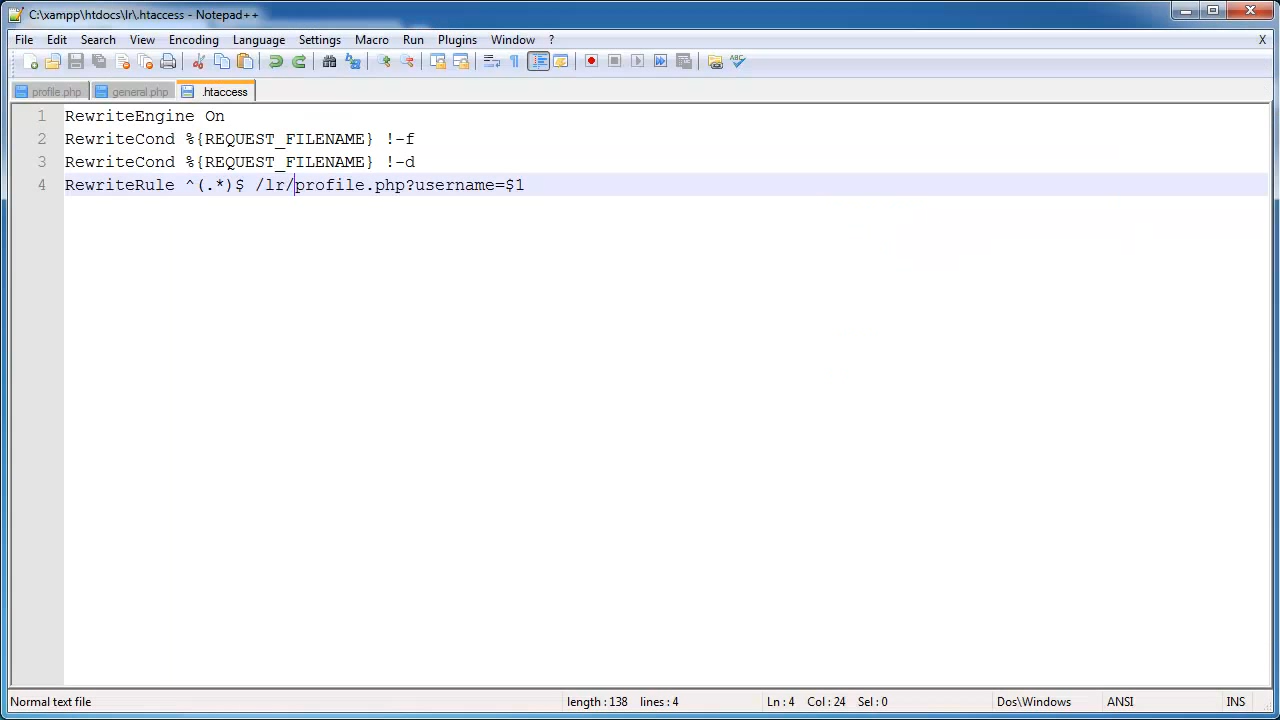 C:\xampp\htdocs\lr\.htaccess - Notepad++
File Edit Search View Encoding Language Settings Macro Run Plugins Window ? X
profile.php general.php .htaccess
1 RewriteEngine On
2 RewriteCond %{REQUEST_FILENAME} !-f
3 RewriteCond %{REQUEST_FILENAME} !-d
4 RewriteRule ^(.*)$ /lr/profile.php?username=$1
Normal text file length : 138 lines : 4 Ln : 4 Col : 24 Sel : 0 Dos\Windows ANSI INS